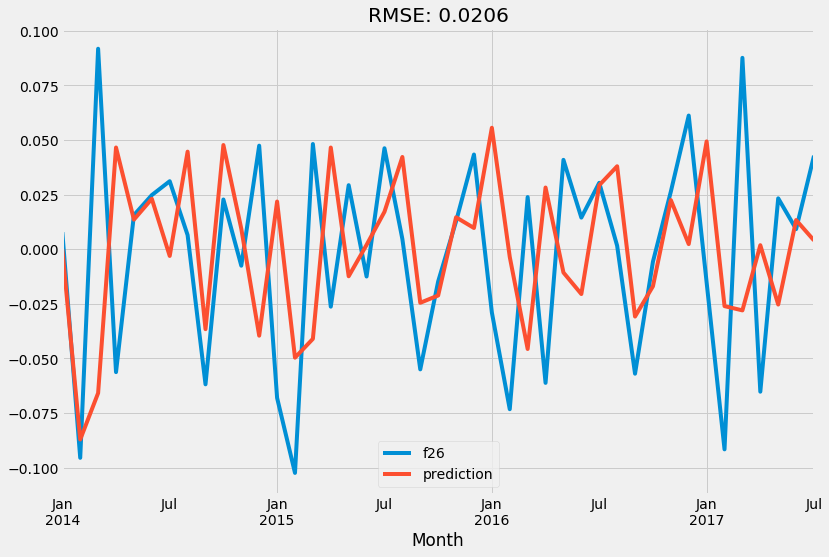 RMSE: 0.0206
0.100
0.075
0.050
0.025
0.000
−0.025
−0.050
−0.075
−0.100
f26
prediction
Jan Jul Jan Jul Jan Jul Jan Jul
2014 2015 2016 2017
Month